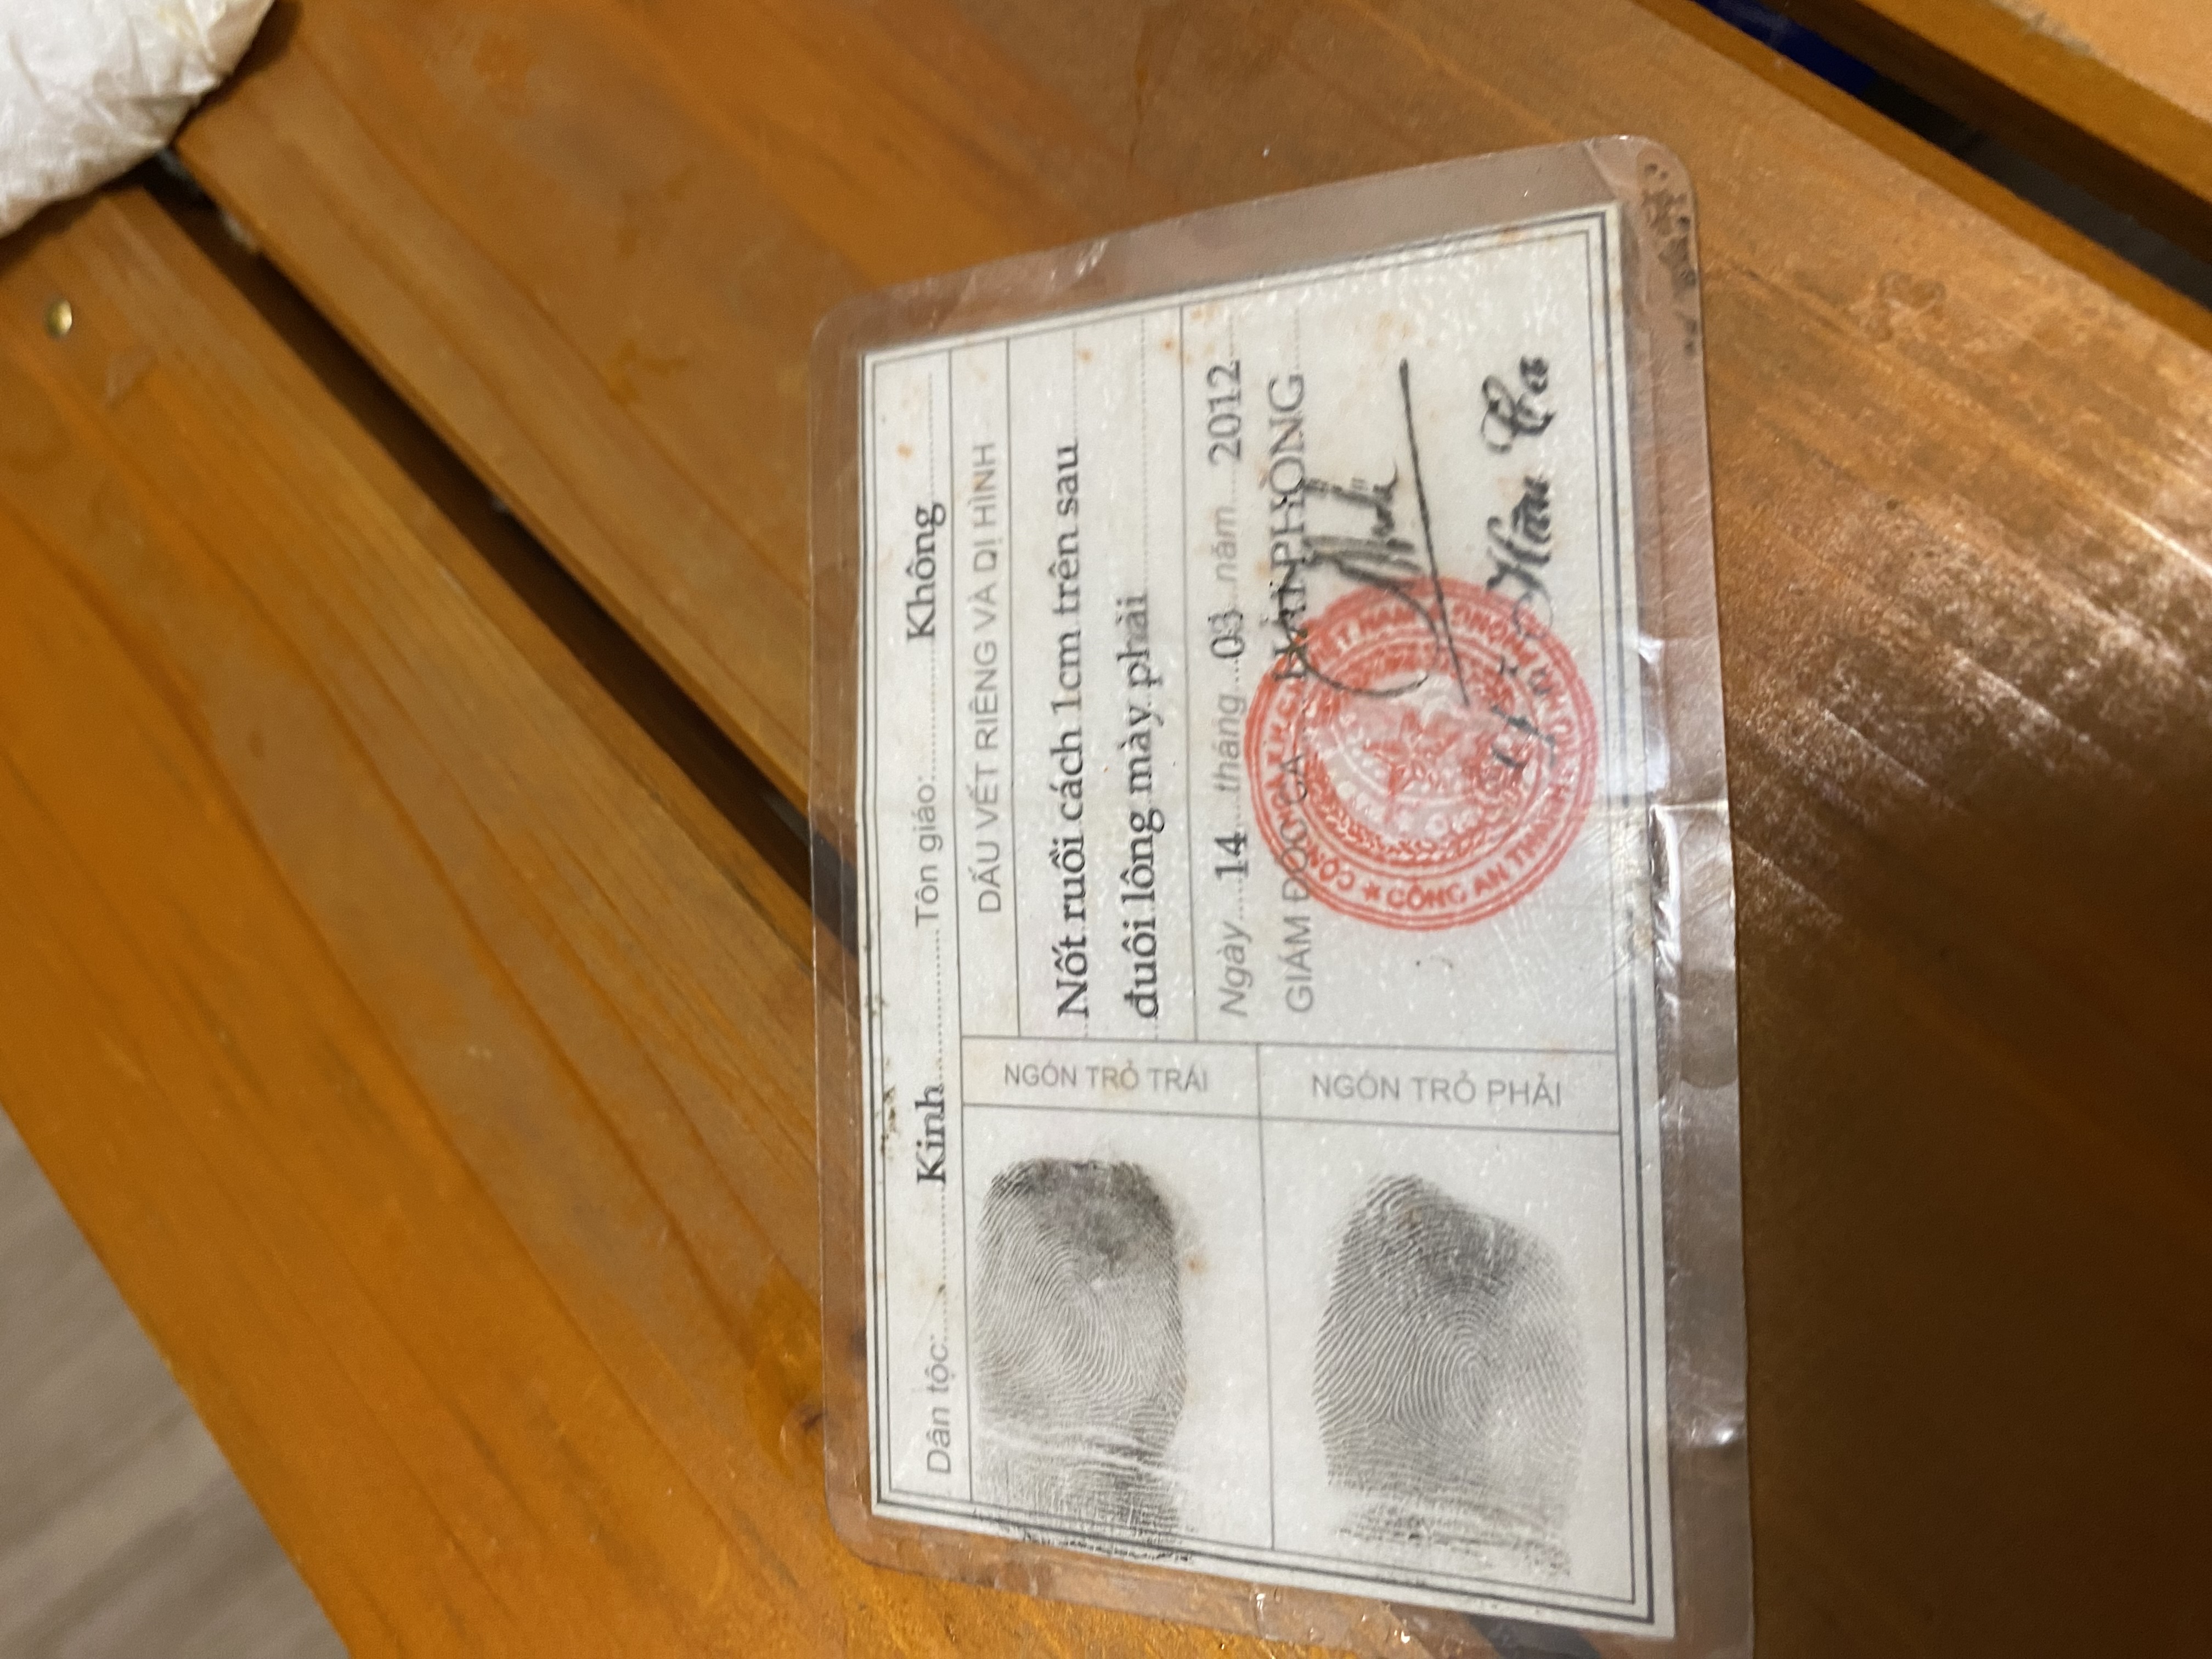 Dân tộc: Kinh Tôn giáo: Không
NGÓN TRỎ TRÁI
DẤU VẾT RIÊNG VÀ DỊ HÌNH
Nốt ruồi cách 1cm trên sau
đuôi lông mày phải
Ngày 14 tháng 03 năm 2012
GIÁM ĐỐC CA HẢI PHÒNG
NGÓN TRỎ PHẢI
CÔNG AN THÀNH PHỐ HẢI PHÒNG
Hữu Ca